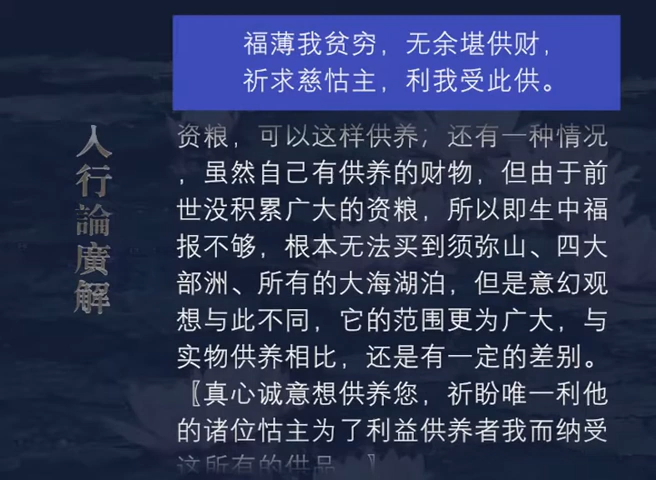 福薄我贫穷，无余堪供财，
祈求慈怙主，利我受此供。
入行論廣解
资粮，可以这样供养；还有一种情况
，虽然自己有供养的财物，但由于前
世没积累广大的资粮，所以即生中福
报不够，根本无法买到须弥山、四大
部洲、所有的大海湖泊，但是意幻观
想与此不同，它的范围更为广大，与
实物供养相比，还是有一定的差别。
〖真心诚意想供养您，祈盼唯一利他
的诸位怙主为了利益供养者我而纳受
这所有的供品。〗